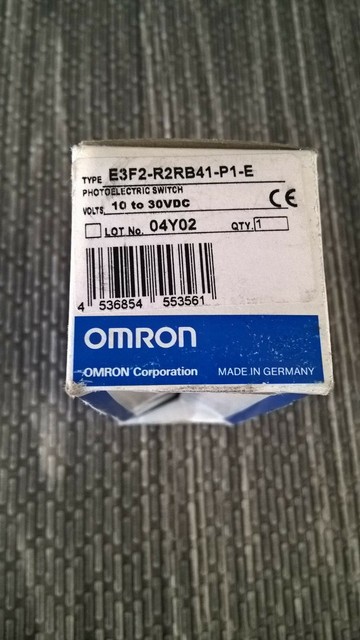 TYPE E3F2-R2RB41-P1-E
PHOTOELECTRIC SWITCH
VOLTS 10 to 30VDC CE
LOT No. 04Y02 QTY. 1
4 536854 553561
OMRON
OMRON Corporation MADE IN GERMANY